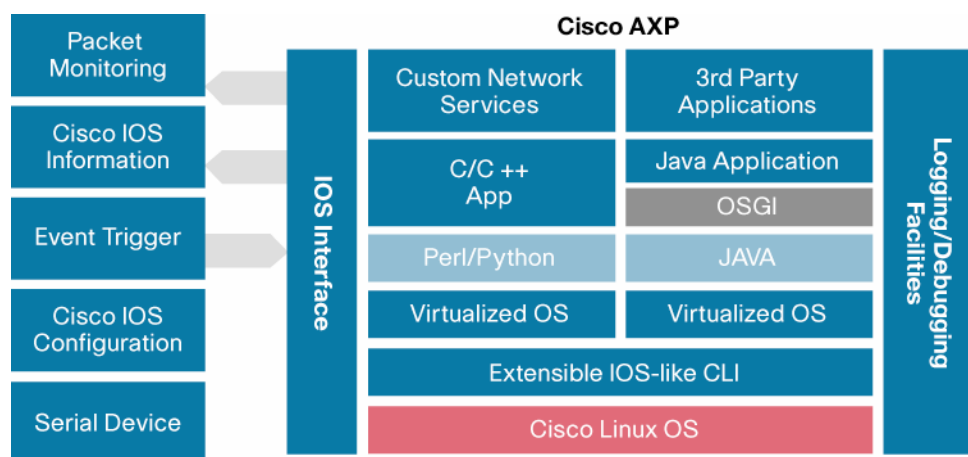 Cisco AXP
Packet
Monitoring
Cisco IOS
Information
Event Trigger
Cisco IOS
Configuration
Serial Device
IOS Interface
Custom Network
Services
C/C ++
App
Perl/Python
Virtualized OS
3rd Party
Applications
Java Application
OSGI
JAVA
Virtualized OS
Extensible IOS-like CLI
Cisco Linux OS
Logging/Debugging
Facilities